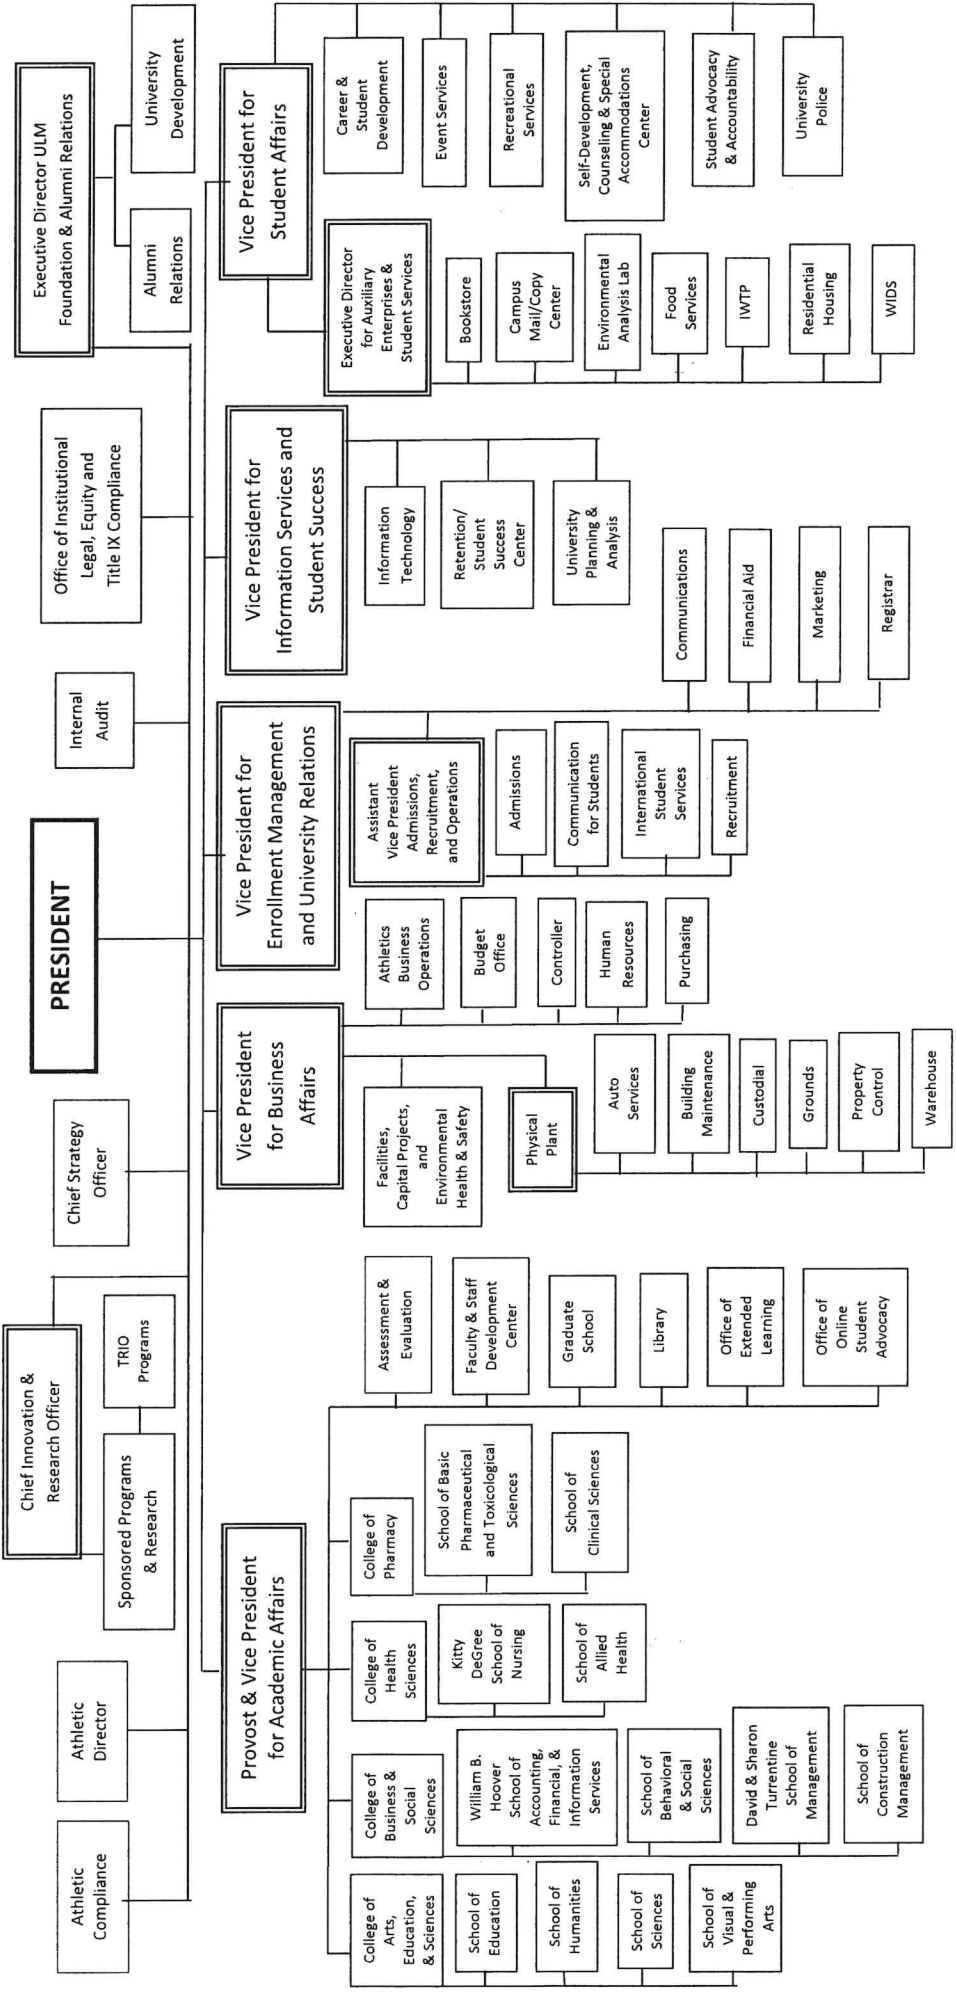 PRESIDENT
Athletic
Compliance
Athletic
Director
Chief Innovation &
Research Officer
Sponsored Programs
& Research
TRIO
Programs
Chief Strategy
Officer
Internal
Audit
Office of Institutional
Legal, Equity and
Title IX Compliance
Executive Director ULM
Foundation & Alumni Relations
Alumni
Relations
University
Development
Provost & Vice President
for Academic Affairs
College of
Arts,
Education,
& Sciences
School of
Education
School of
Humanities
School of
Sciences
School of
Visual &
Performing
Arts
College of
Business &
Social
Sciences
William B.
Hoover
School of
Accounting,
Financial, &
Information
Services
School of
Behavioral
& Social
Sciences
David & Sharon
Turrentine
School of
Management
School of
Construction
Management
College of
Health
Sciences
Kitty
DeGree
School of
Nursing
School of
Allied
Health
College of
Pharmacy
School of Basic
Pharmaceutical
and Toxicological
Sciences
School of
Clinical Sciences
Assessment &
Evaluation
Faculty & Staff
Development
Center
Graduate
School
Library
Office of
Extended
Learning
Office of
Online
Student
Advocacy
Vice President
for Business
Affairs
Facilities,
Capital Projects,
and
Environmental
Health & Safety
Physical
Plant
Auto
Services
Building
Maintenance
Custodial
Grounds
Property
Control
Warehouse
Athletics
Business
Operations
Budget
Office
Controller
Human
Resources
Purchasing
Vice President for
Enrollment Management
and University Relations
Assistant
Vice President
Admissions,
Recruitment,
and Operations
Admissions
Communication
for Students
International
Student
Services
Recruitment
Communications
Financial Aid
Marketing
Registrar
Vice President for
Information Services and
Student Success
Information
Technology
Retention/
Student
Success
Center
University
Planning &
Analysis
Vice President for
Student Affairs
Executive Director
for Auxiliary
Enterprises &
Student Services
Bookstore
Campus
Mail/Copy
Center
Environmental
Analysis Lab
Food
Services
IWTP
Residential
Housing
WIDS
Career &
Student
Development
Event Services
Recreational
Services
Self-Development,
Counseling & Special
Accommodations
Center
Student Advocacy
& Accountability
University
Police